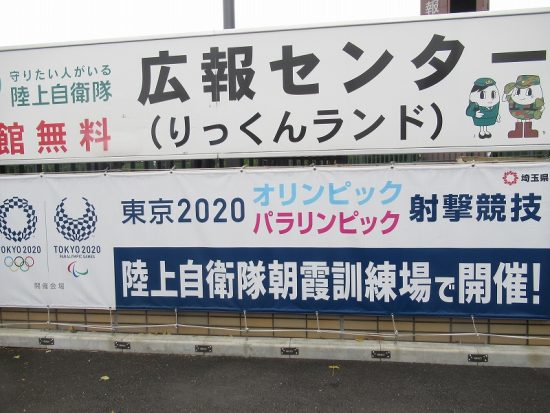 守りたい人がいる
陸上自衛隊
館無料
広報センター
(りっくんランド)
報
TOKYO 2020
開催会場
TOKYO 2020
PARALYMPIC GAMES
東京2020
オリンピック
パラリンピック
射撃競技
埼玉県
陸上自衛隊朝霞訓練場で開催!